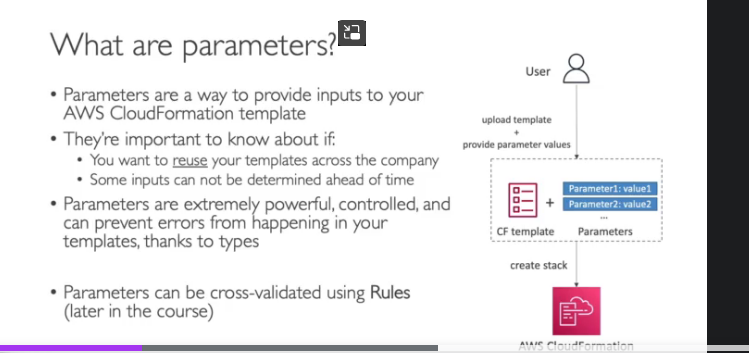 What are parameters?
• Parameters are a way to provide inputs to your
AWS CloudFormation template
• They're important to know about if:
• You want to reuse your templates across the company
• Some inputs can not be determined ahead of time
• Parameters are extremely powerful, controlled, and
can prevent errors from happening in your
templates, thanks to types
• Parameters can be cross-validated using Rules
(later in the course)
User
upload template
+
provide parameter values
Parameter1: value1
+
Parameter2: value2
...
CF template
Parameters
create stack
AWS CloudFormation